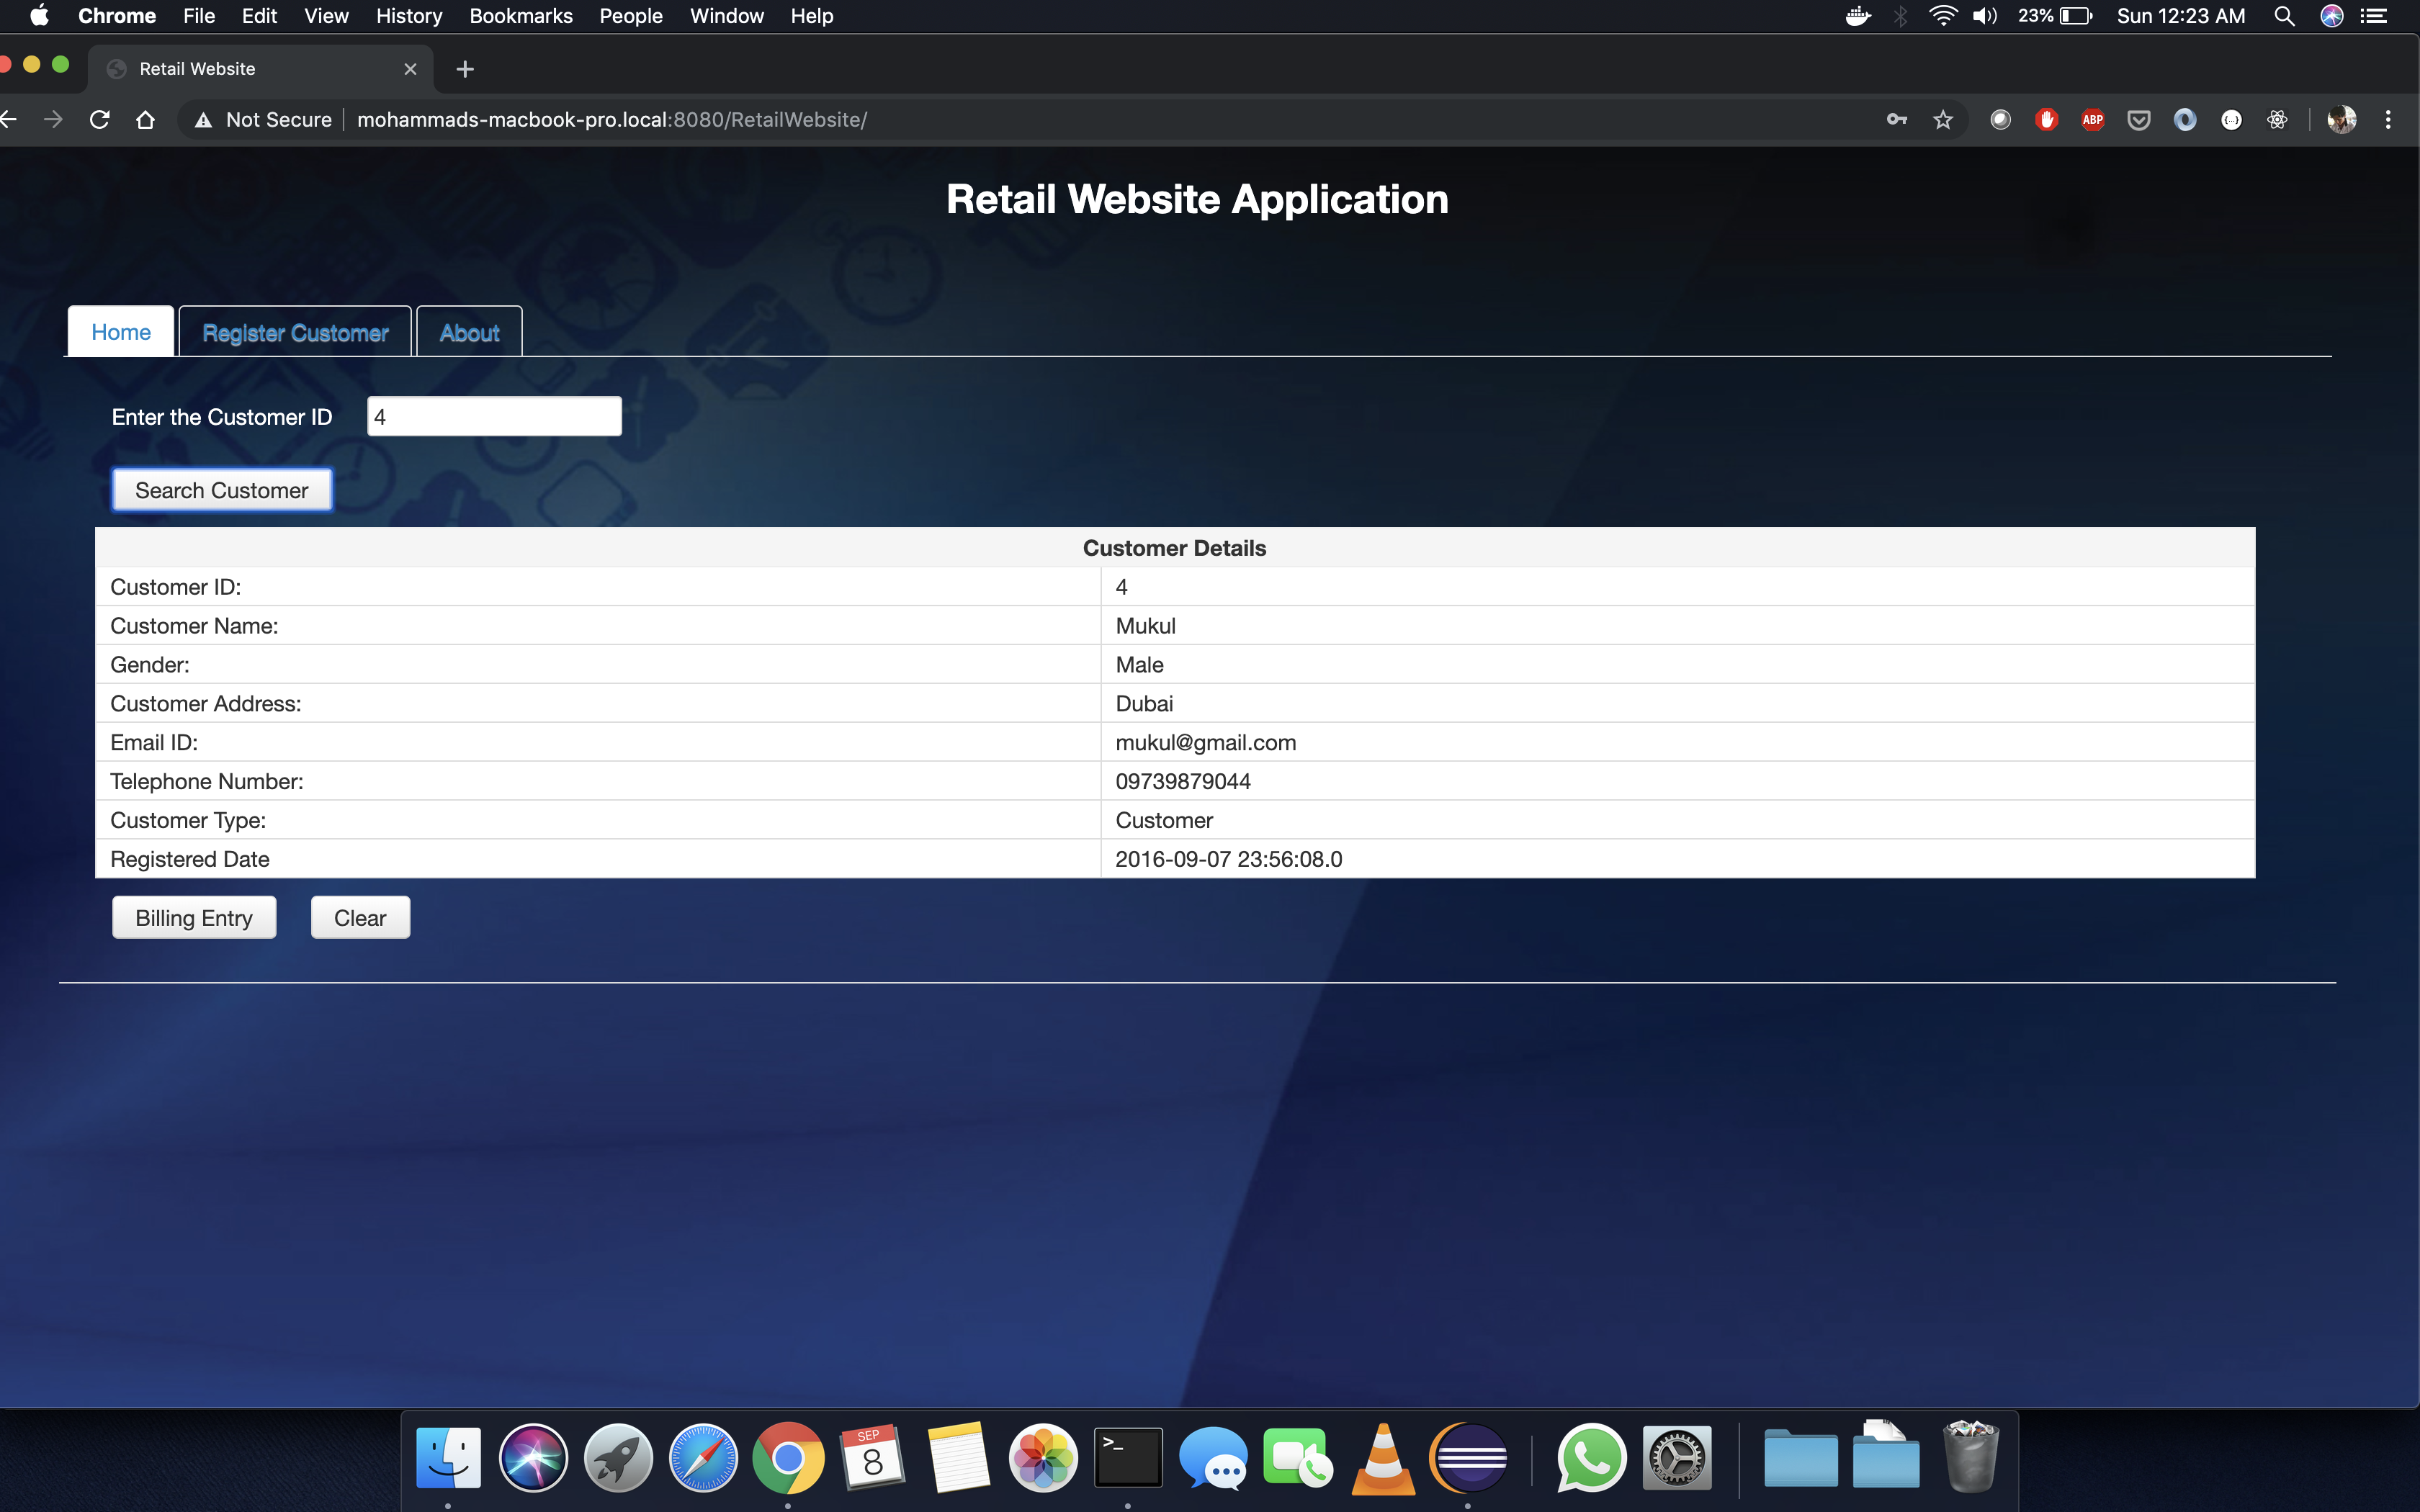 Chrome File Edit View History Bookmarks People Window Help 23% Sun 12:23 AM
Retail Website
Not Secure mohammads-macbook-pro.local:8080/RetailWebsite/ ABP
Retail Website Application
Home Register Customer About
Enter the Customer ID 4
Search Customer
Customer Details
Customer ID: 4
Customer Name: Mukul
Gender: Male
Customer Address: Dubai
Email ID: mukul@gmail.com
Telephone Number: 09739879044
Customer Type: Customer
Registered Date 2016-09-07 23:56:08.0
Billing Entry Clear
SEP
8
>_